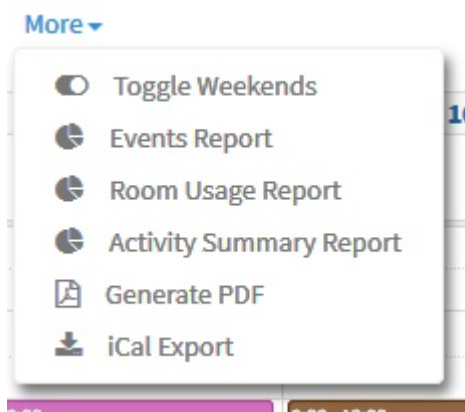 More
Toggle Weekends
Events Report
Room Usage Report
Activity Summary Report
Generate PDF
iCal Export